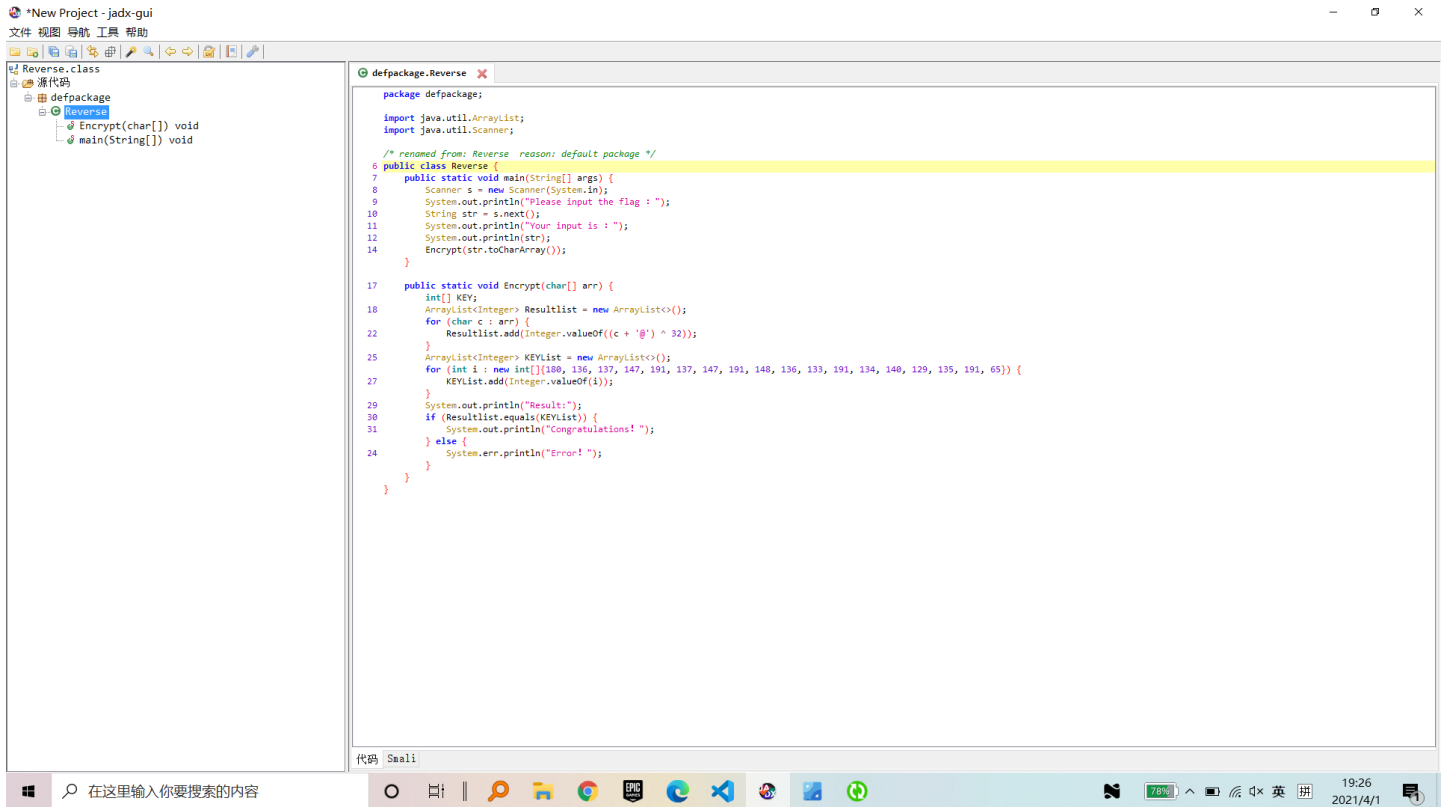 *New Project - jadx-gui
文件 视图 导航 工具 帮助
Reverse.class
源代码
defpackage
Reverse
Encrypt(char[]) void
main(String[]) void
defpackage.Reverse
package defpackage;
import java.util.ArrayList;
import java.util.Scanner;
/* renamed from: Reverse  reason: default package */
6 public class Reverse {
7     public static void main(String[] args) {
8         Scanner s = new Scanner(System.in);
9         System.out.println("Please input the flag ：");
10         String str = s.next();
11         System.out.println("Your input is ：");
12         System.out.println(str);
14         Encrypt(str.toCharArray());
    }
17     public static void Encrypt(char[] arr) {
        int[] KEY;
18         ArrayList<Integer> Resultlist = new ArrayList<>();
        for (char c : arr) {
22             Resultlist.add(Integer.valueOf((c + '@') ^ 32));
        }
25         ArrayList<Integer> KEYList = new ArrayList<>();
        for (int i : new int[]{180, 136, 137, 147, 191, 137, 147, 191, 148, 136, 133, 191, 134, 140, 129, 135, 191, 65}) {
27             KEYList.add(Integer.valueOf(i));
        }
29         System.out.println("Result:");
30         if (Resultlist.equals(KEYList)) {
31             System.out.println("Congratulations！");
        } else {
24             System.err.println("Error！");
        }
    }
}
代码 Smali
在这里输入你要搜索的内容
EPIC GAMES
78%
英
拼
19:26
2021/4/1
1